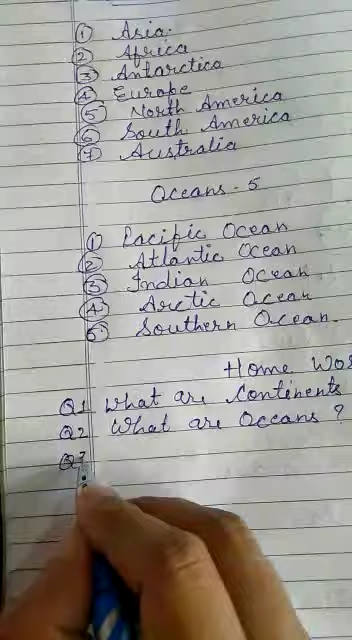 ① Asia.
② Africa
③ Antarctica
④ Europe
⑤ North America
⑥ South America
⑦ Australia
Oceans - 5
① Pacific Ocean
② Atlantic Ocean
③ Indian Ocean
④ Arctic Ocean
⑤ Southern Ocean.
Home Wor
Q1 What are Continents
Q2 What are Oceans ?
Q3